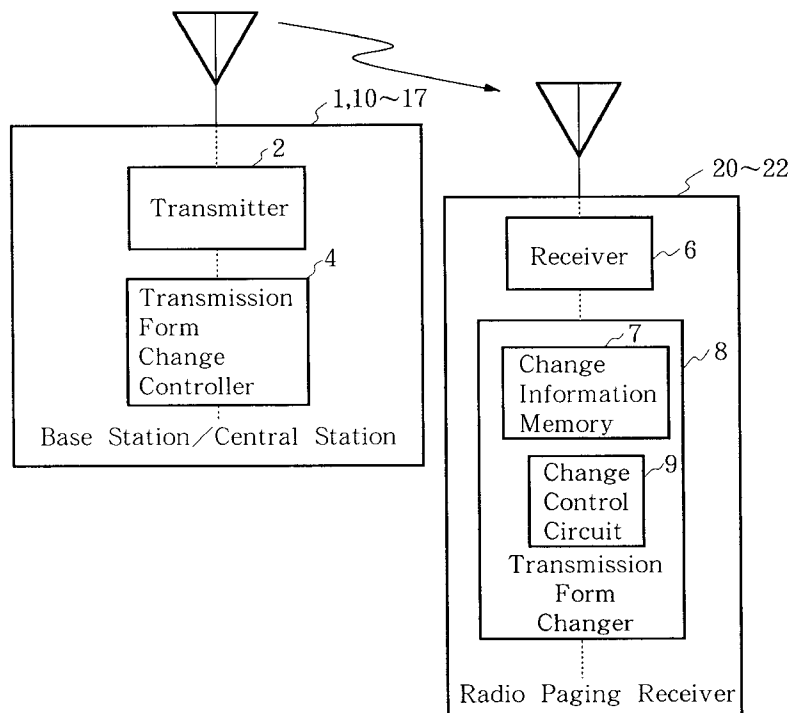 1,10~17
2
Transmitter
4
Transmission
Form
Change
Controller
Base Station/Central Station
20~22
Receiver
6
7
8
Change
Information
Memory
9
Change
Control
Circuit
Transmission
Form
Changer
Radio Paging Receiver